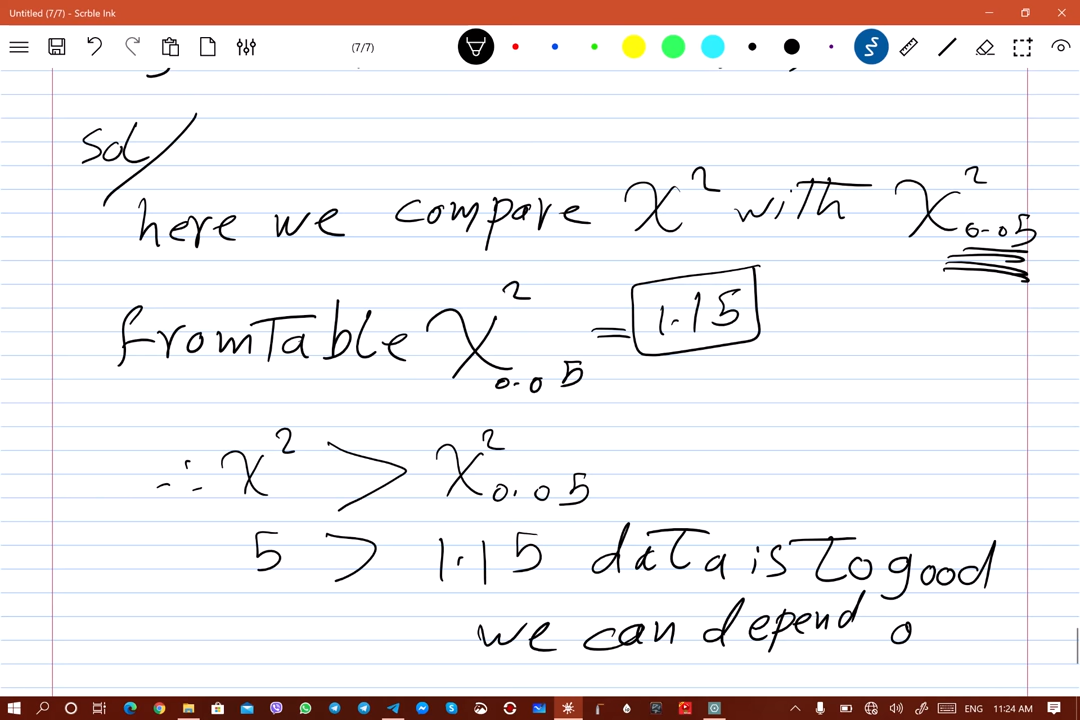 Untitled (7/7) - Scrble Ink
(7/7)
Sol/
here we compare χ² with χ²0.05
from Table χ²0.05 = 1.15
∴ χ² > χ²0.05
5 > 1.15 data is To good
we can depend o
ENG 11:24 AM